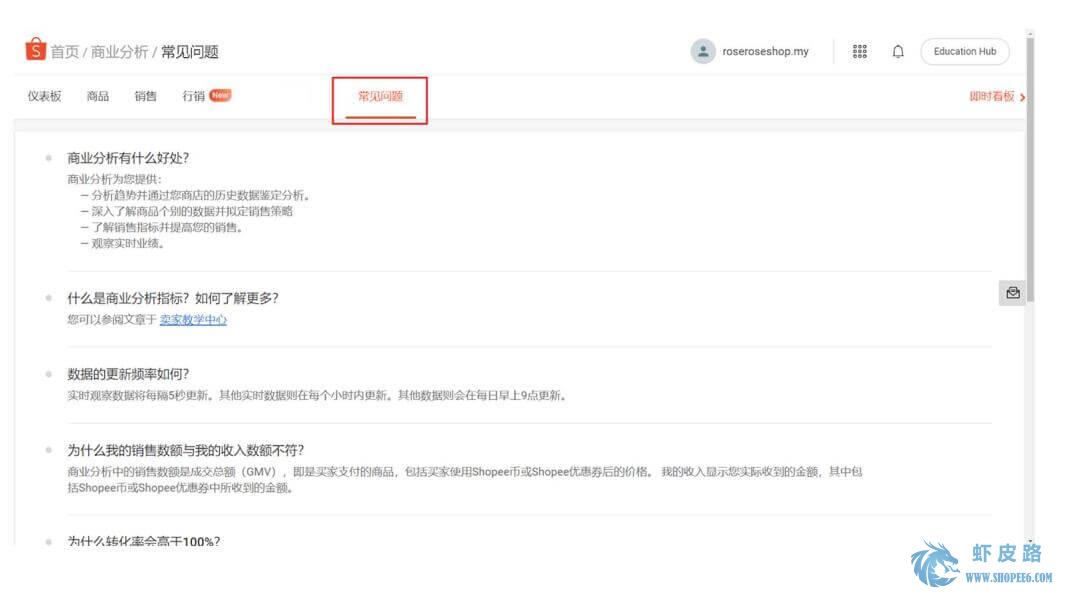 首页 / 商业分析 / 常见问题
roseroseshop.my
Education Hub
仪表板 商品 销售 行销 New 常见问题 即时看板
商业分析有什么好处?
商业分析为您提供:
– 分析趋势并通过您商店的历史数据鉴定分析。
– 深入了解商品个别的数据并拟定销售策略
– 了解销售指标并提高您的销售。
– 观察实时业绩。
什么是商业分析指标? 如何了解更多?
您可以参阅文章于 卖家教学中心
数据的更新频率如何?
实时观察数据将每隔5秒更新。其他实时数据则在每个小时内更新。其他数据则会在每日早上9点更新。
为什么我的销售数额与我的收入数额不符?
商业分析中的销售数额是成交总额（GMV）, 即是买家支付的商品，包括买家使用Shopee币或Shopee优惠券后的价格。 我的收入显示您实际收到的金额，其中包
括Shopee币或Shopee优惠券中所收到的金额。
为什么转化率会高于100%?
虾皮路
WWW.SHOPEE6.COM